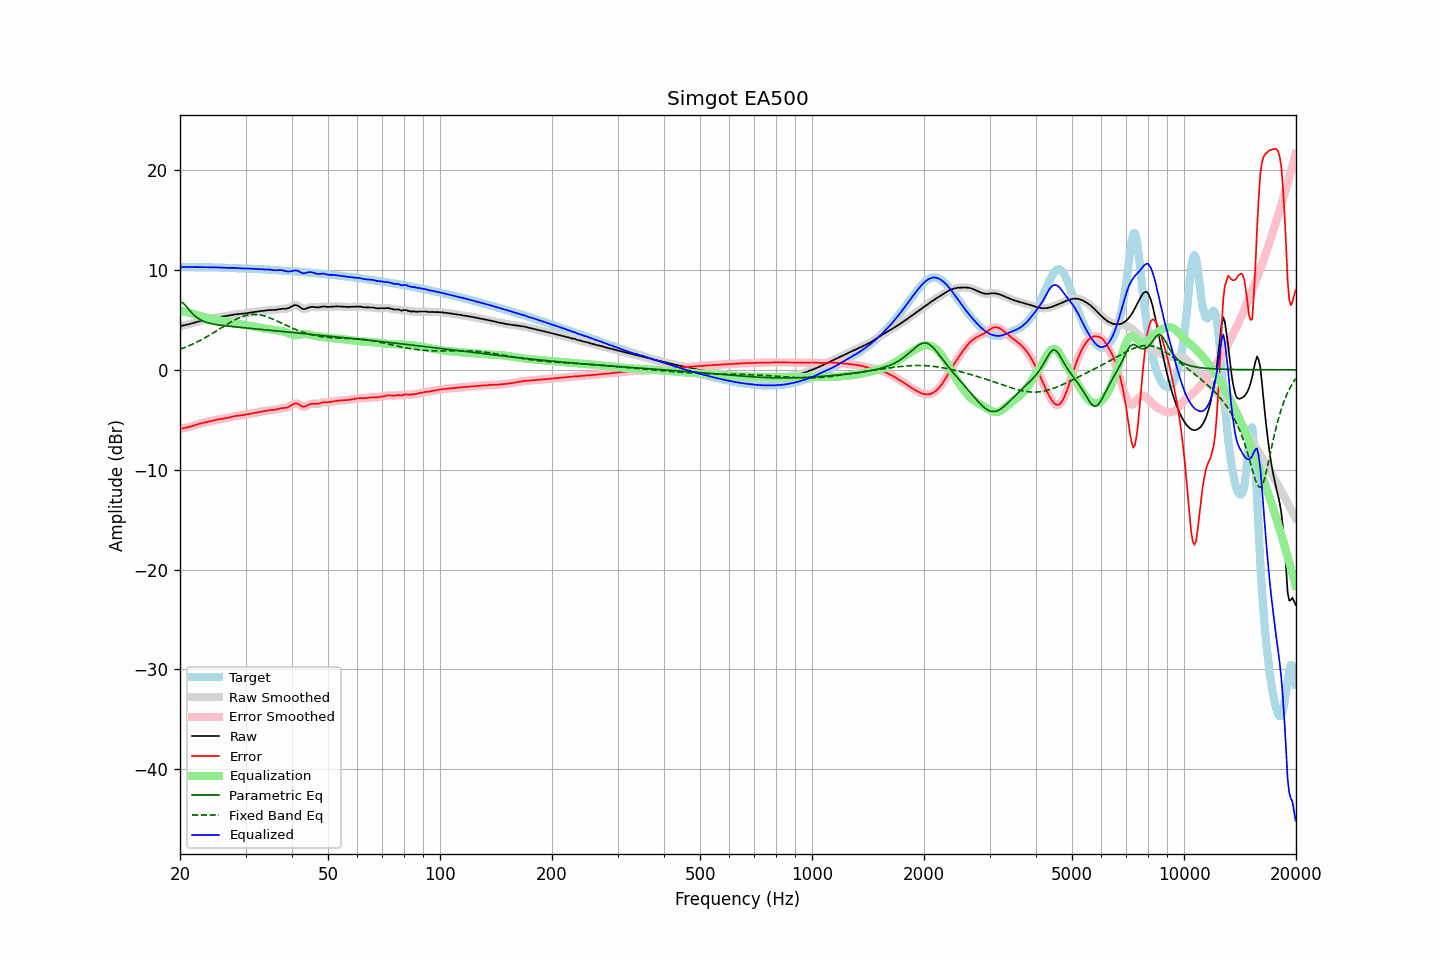 Simgot EA500
Amplitude (dBr)
20
10
0
−10
−20
−30
−40
Target
Raw Smoothed
Error Smoothed
Raw
Error
Equalization
Parametric Eq
Fixed Band Eq
Equalized
20 50 100 200 500 1000 2000 5000 10000 20000
Frequency (Hz)